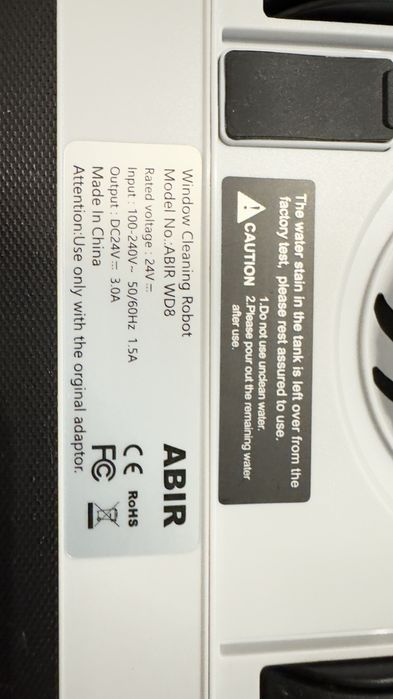 The water stain in the tank is left over from the
factory test, please rest assured to use.
CAUTION
1.Do not use unclean water.
2.Please pour out the remaining water
after use.
Window Cleaning Robot
Model No.:ABIR WD8
Rated voltage : 24V⎓
Input : 100-240V~ 50/60Hz 1.5A
Output : DC24V⎓ 3.0A
Made In China
Attention:Use only with the orginal adaptor.
ABIR
CE RoHS
FC